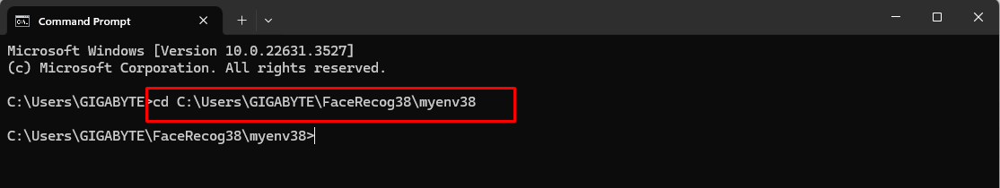 Command Prompt
Microsoft Windows [Version 10.0.22631.3527]
(c) Microsoft Corporation. All rights reserved.
C:\Users\GIGABYTE>cd C:\Users\GIGABYTE\FaceRecog38\myenv38
C:\Users\GIGABYTE\FaceRecog38\myenv38>